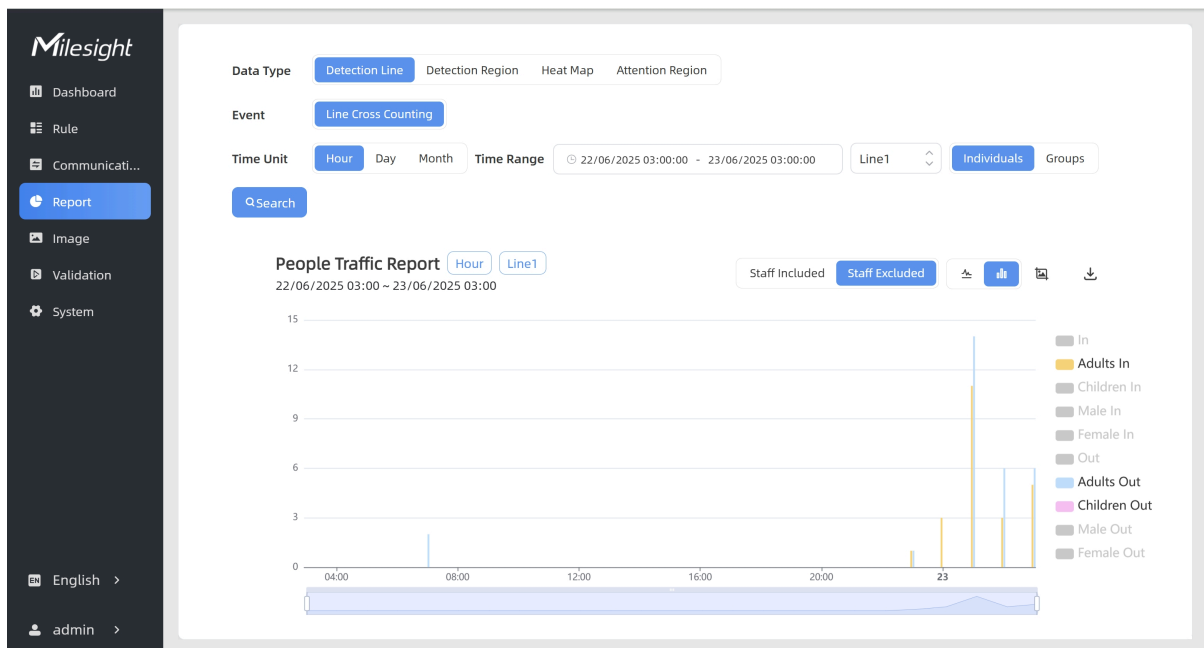 Milesight
Dashboard
Rule
Communicati...
Report
Image
Validation
System
EN English >
admin >
Data Type Detection Line Detection Region Heat Map Attention Region
Event Line Cross Counting
Time Unit Hour Day Month Time Range 22/06/2025 03:00:00 - 23/06/2025 03:00:00 Line1 Individuals Groups
Search
People Traffic Report Hour Line1
22/06/2025 03:00 ~ 23/06/2025 03:00
Staff Included Staff Excluded
15
12
9
6
3
0
04:00 08:00 12:00 16:00 20:00 23
In
Adults In
Children In
Male In
Female In
Out
Adults Out
Children Out
Male Out
Female Out